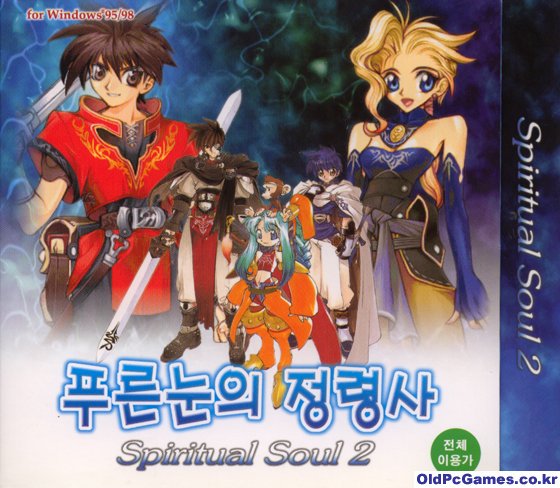 for Windows®95/98
푸른눈의 정령사
Spiritual Soul 2
전체
이용가
Spiritual Soul 2
OldPcGames.co.kr